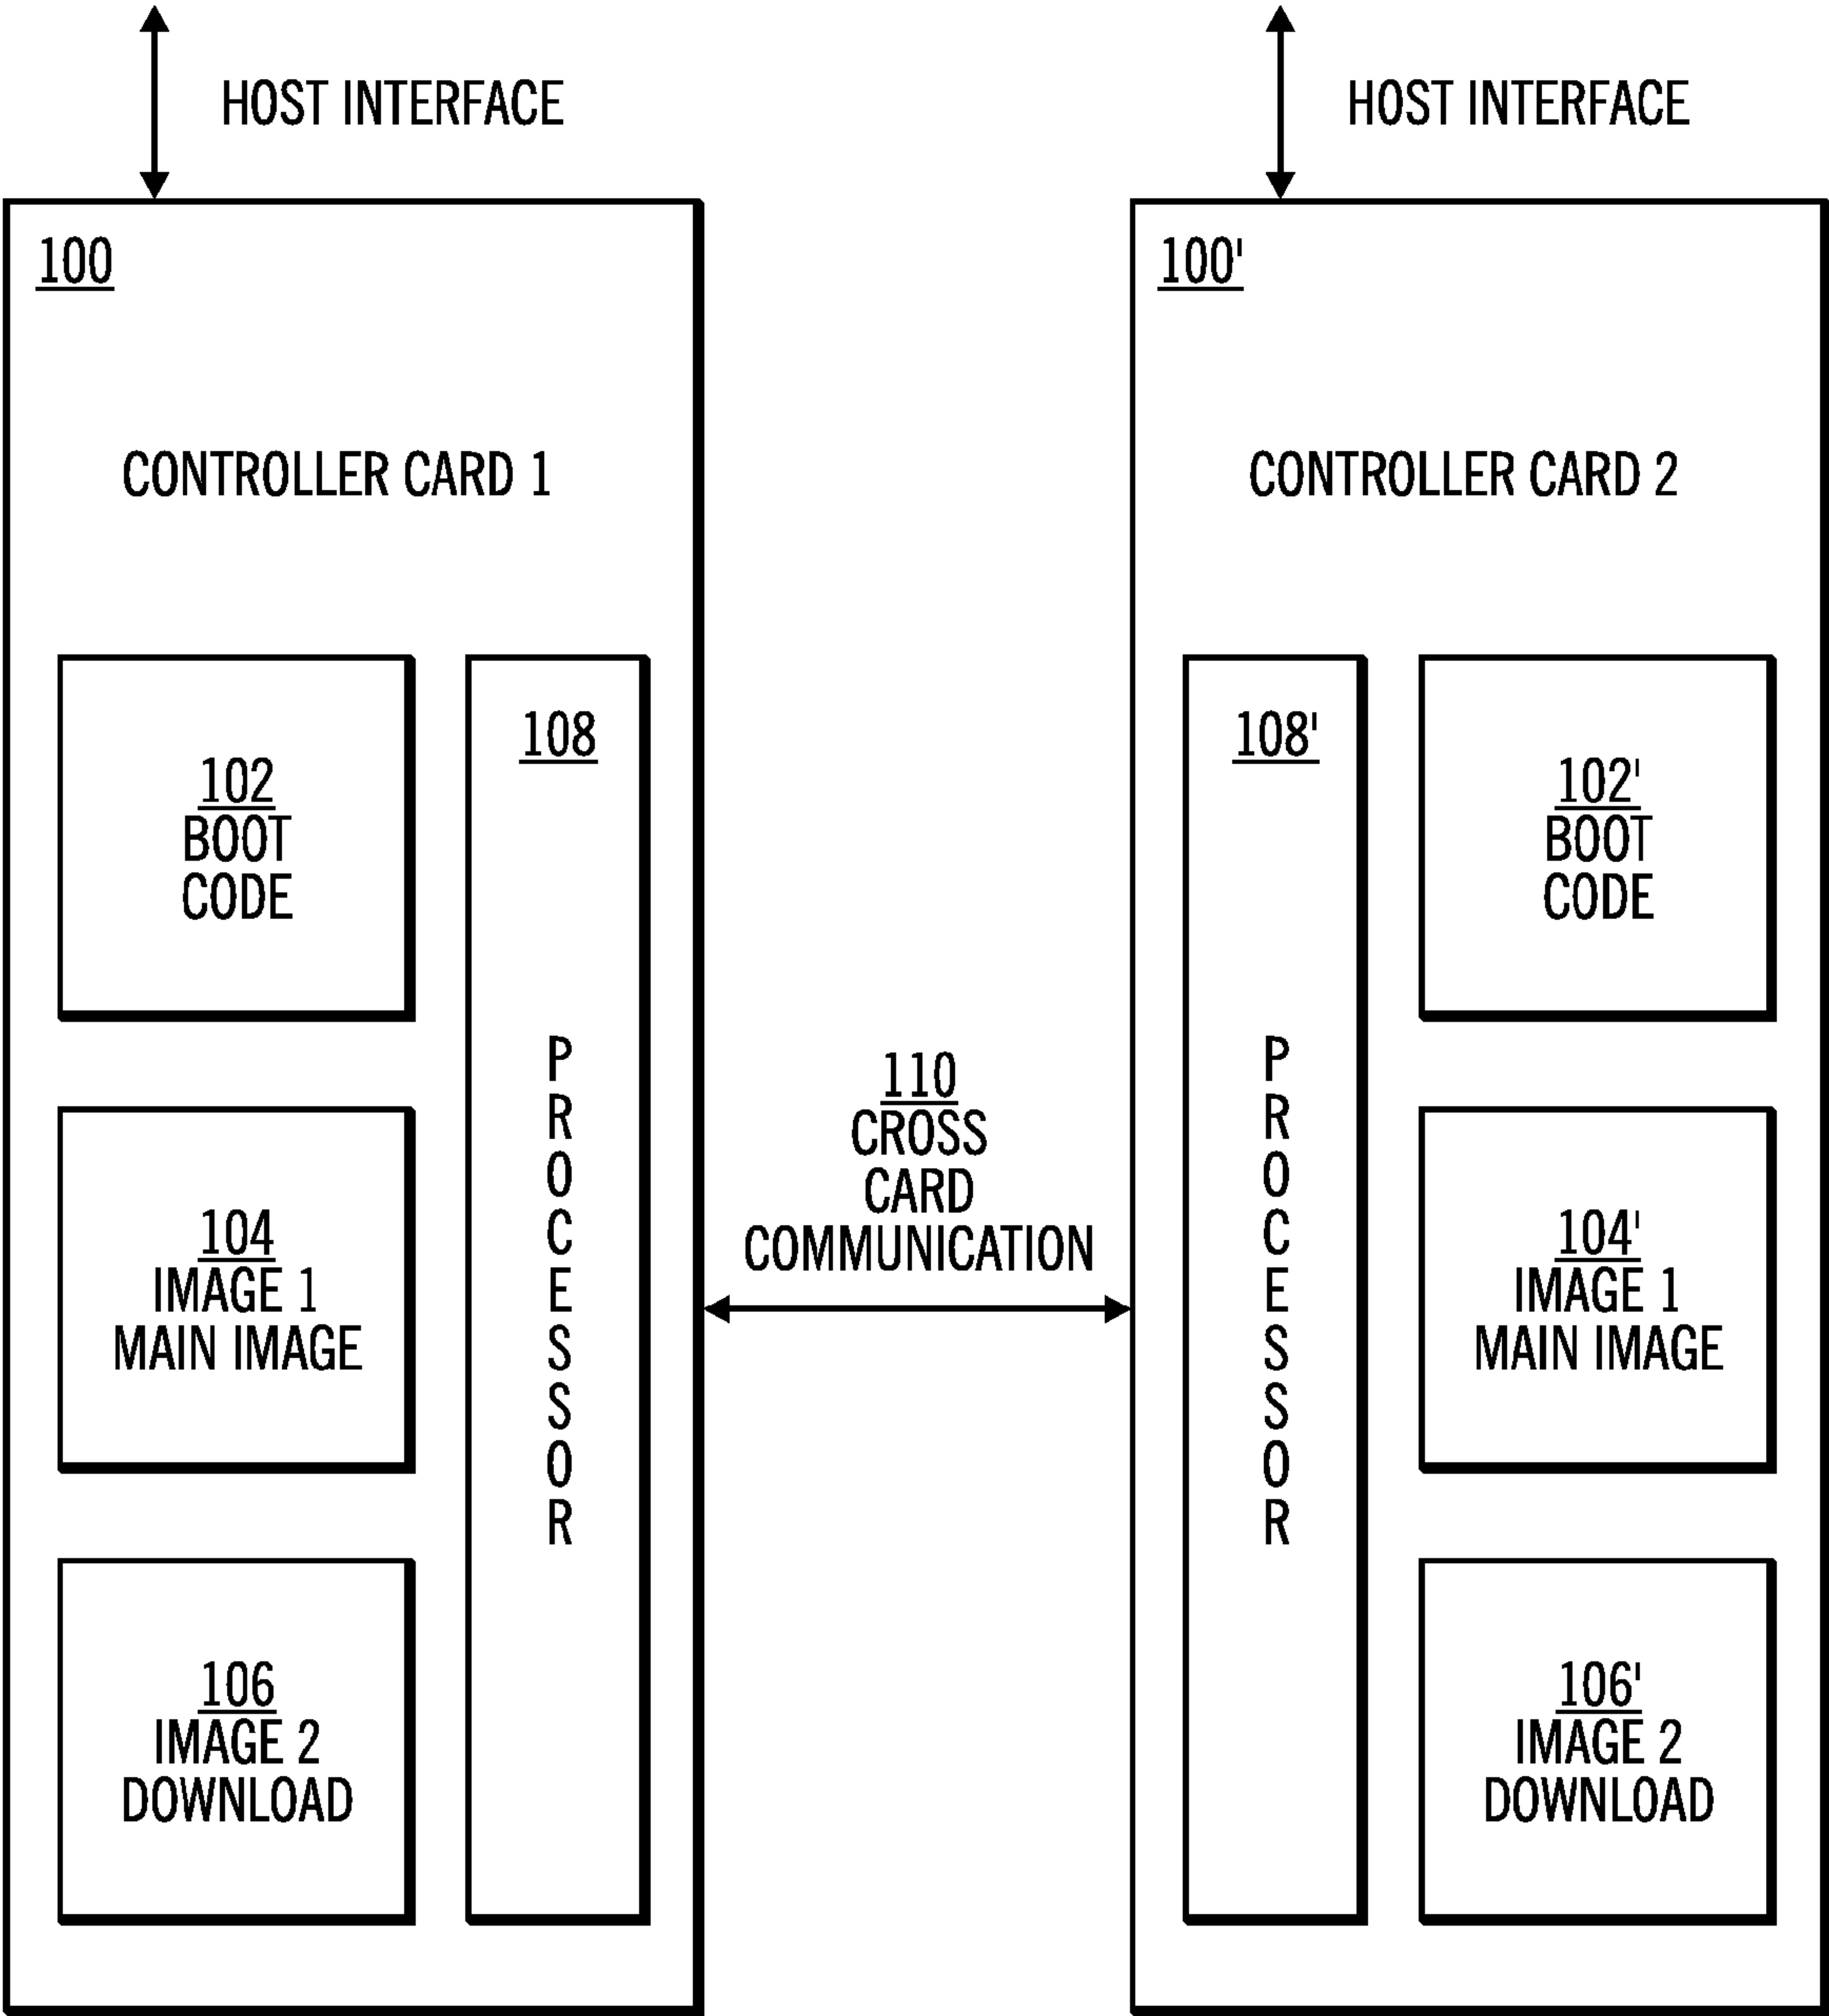 HOST INTERFACE
HOST INTERFACE
100
CONTROLLER CARD 1
102
BOOT
CODE
104
IMAGE 1
MAIN IMAGE
106
IMAGE 2
DOWNLOAD
108
PROCESSOR
110
CROSS
CARD
COMMUNICATION
100'
CONTROLLER CARD 2
108'
PROCESSOR
102'
BOOT
CODE
104'
IMAGE 1
MAIN IMAGE
106'
IMAGE 2
DOWNLOAD